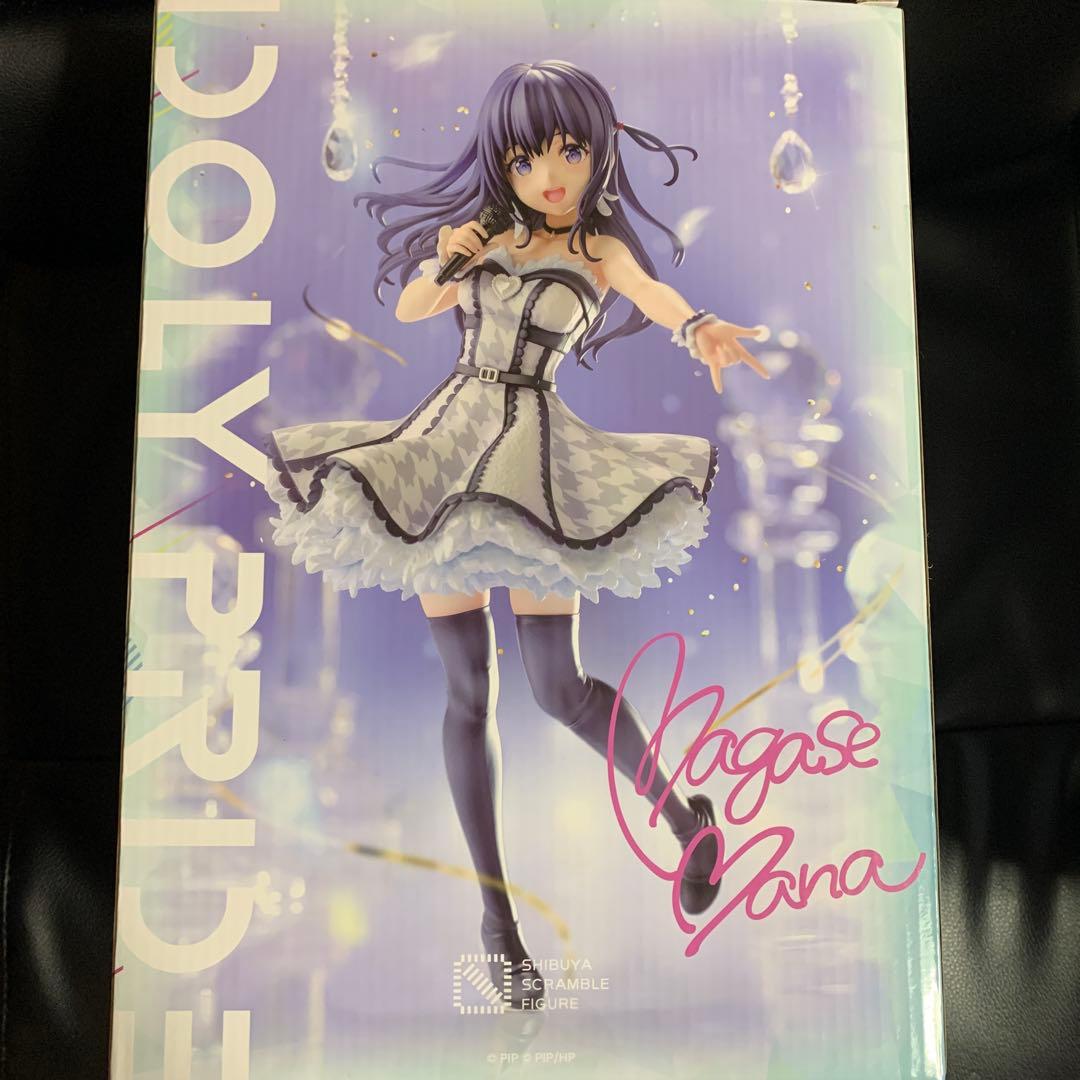 IDOLY PRIDE
Nagase
Mana
SHIBUYA
SCRAMBLE
FIGURE
© PIP © PIP/HP